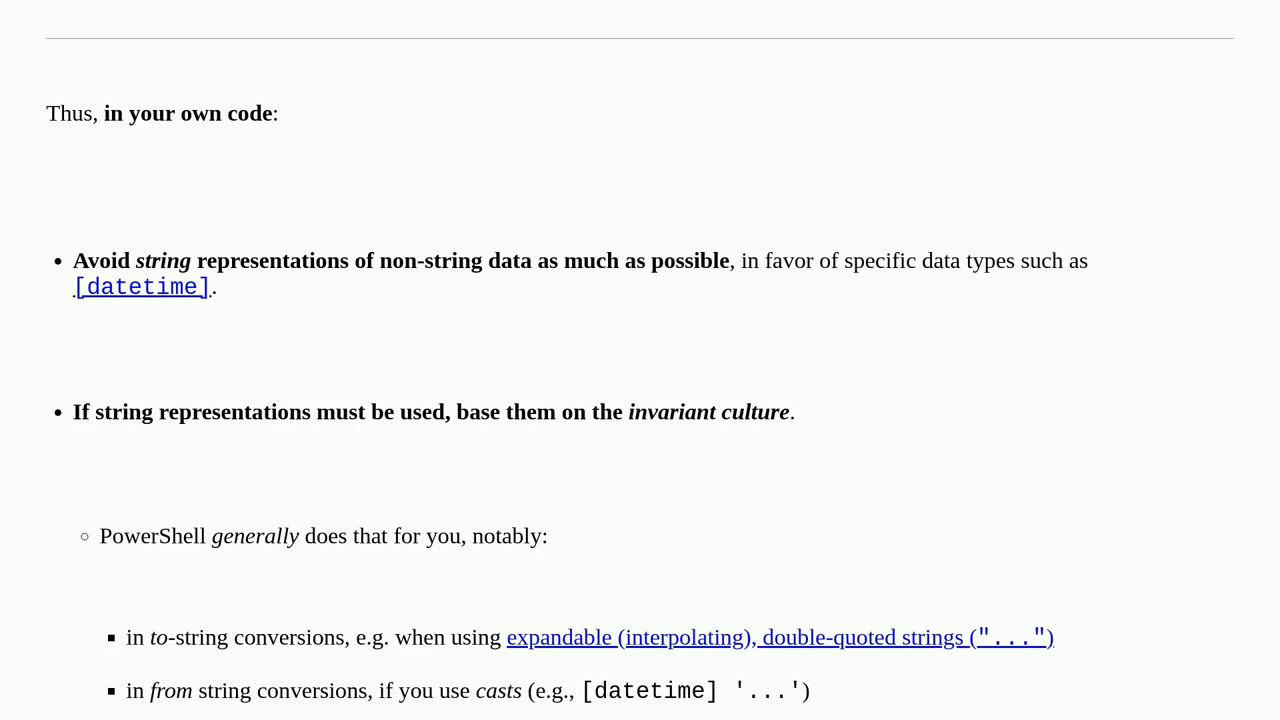 Thus, in your own code:
• Avoid string representations of non-string data as much as possible, in favor of specific data types such as
[datetime].
• If string representations must be used, base them on the invariant culture.
◦ PowerShell generally does that for you, notably:
▪ in to-string conversions, e.g. when using expandable (interpolating), double-quoted strings ("...")
▪ in from string conversions, if you use casts (e.g., [datetime] '...')